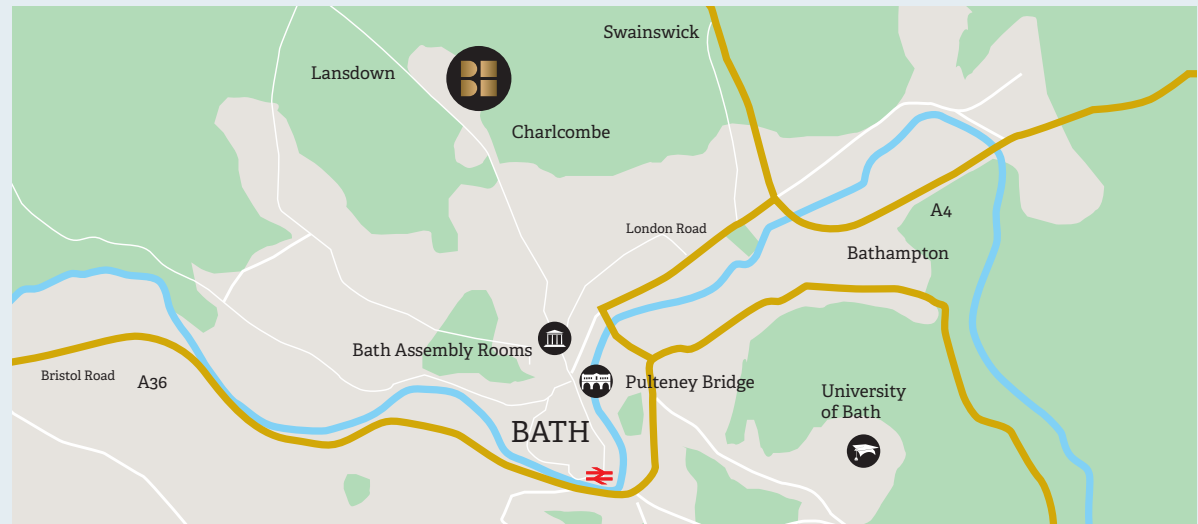 Swainswick
Lansdown
Charlcombe
A4
London Road
Bathampton
Bath Assembly Rooms
Bristol Road
A36
Pulteney Bridge
University
of Bath
BATH